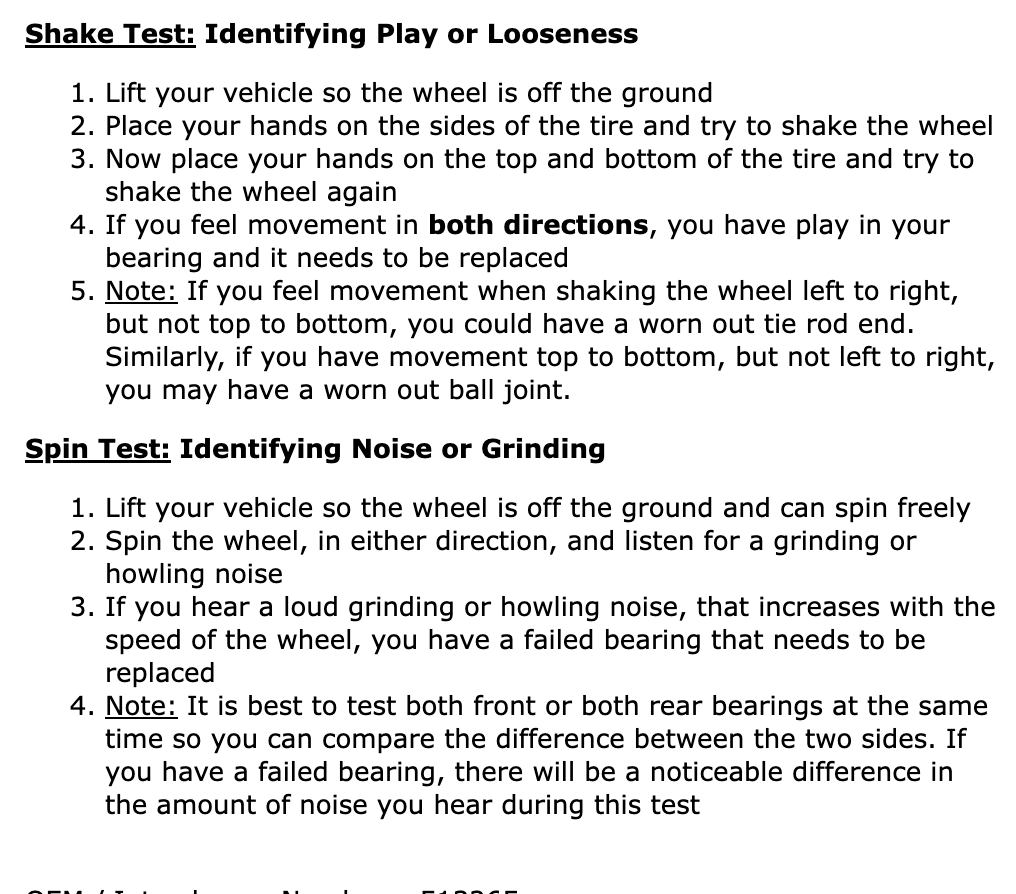 Shake Test: Identifying Play or Looseness
1. Lift your vehicle so the wheel is off the ground
2. Place your hands on the sides of the tire and try to shake the wheel
3. Now place your hands on the top and bottom of the tire and try to
shake the wheel again
4. If you feel movement in both directions, you have play in your
bearing and it needs to be replaced
5. Note: If you feel movement when shaking the wheel left to right,
but not top to bottom, you could have a worn out tie rod end.
Similarly, if you have movement top to bottom, but not left to right,
you may have a worn out ball joint.
Spin Test: Identifying Noise or Grinding
1. Lift your vehicle so the wheel is off the ground and can spin freely
2. Spin the wheel, in either direction, and listen for a grinding or
howling noise
3. If you hear a loud grinding or howling noise, that increases with the
speed of the wheel, you have a failed bearing that needs to be
replaced
4. Note: It is best to test both front or both rear bearings at the same
time so you can compare the difference between the two sides. If
you have a failed bearing, there will be a noticeable difference in
the amount of noise you hear during this test